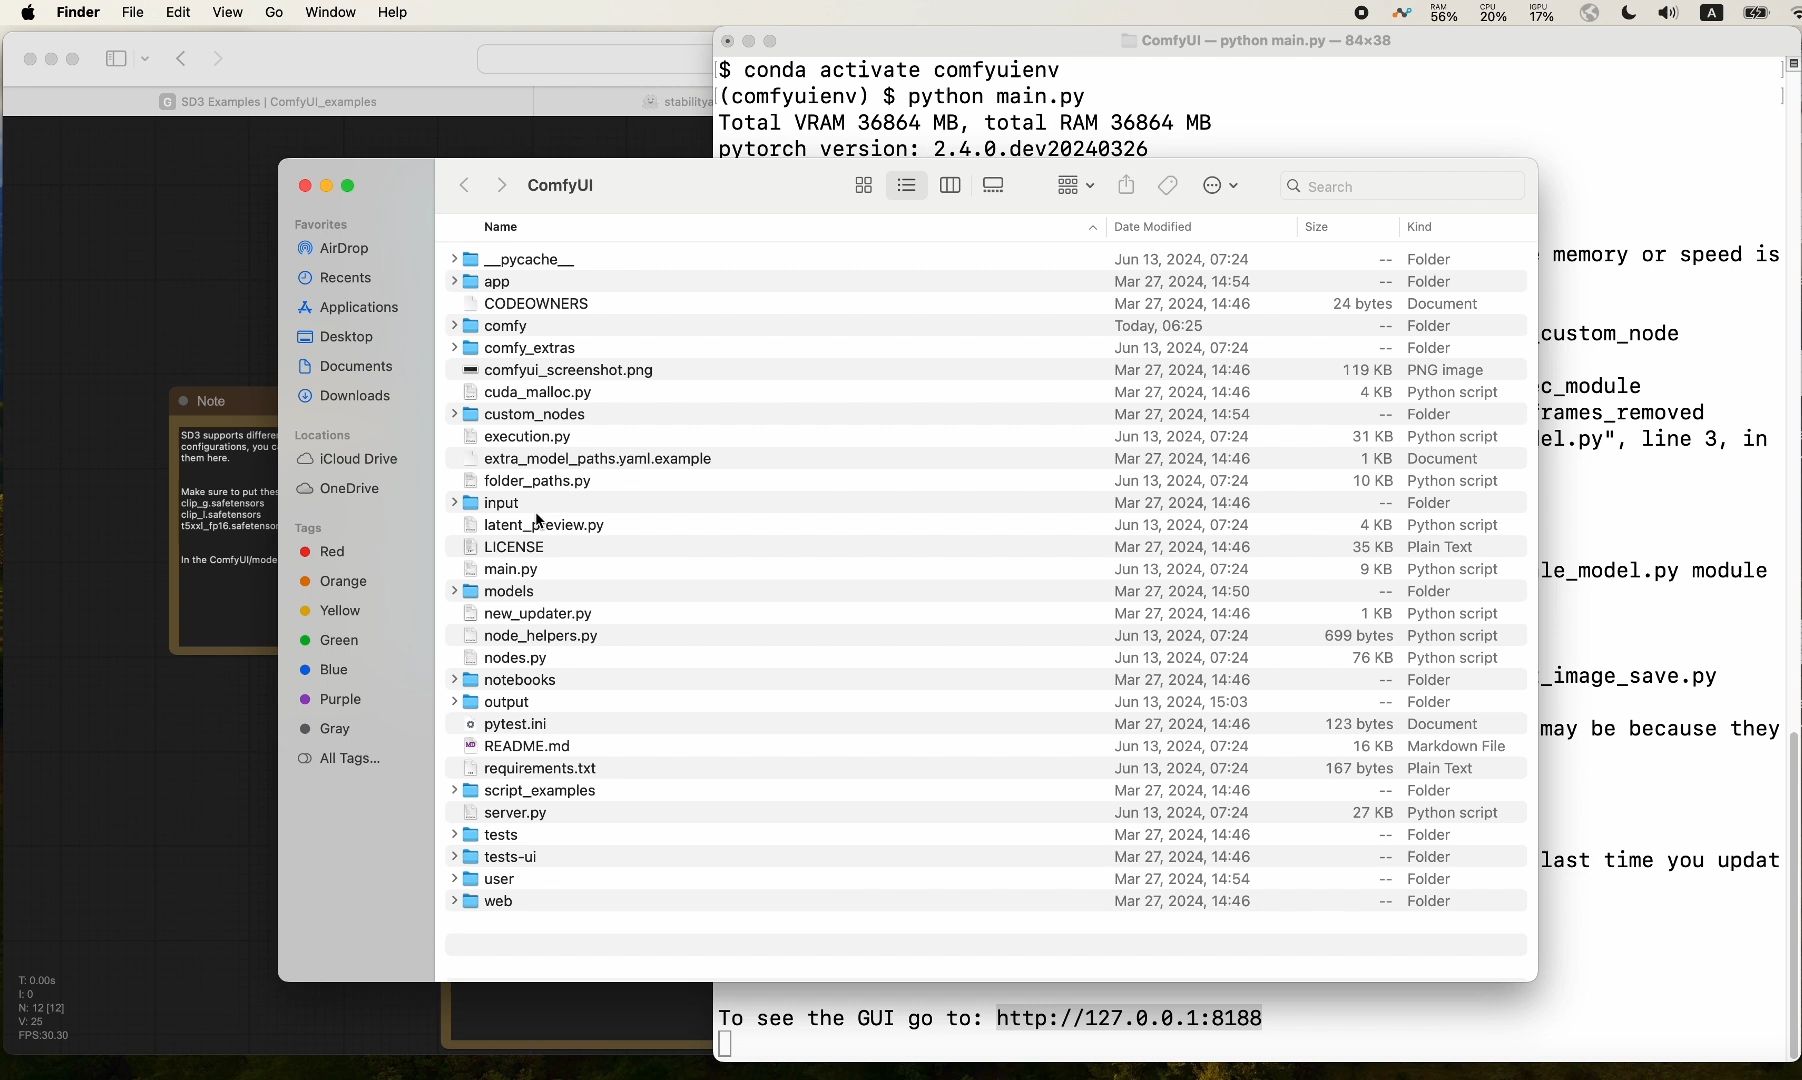 Finder File Edit View Go Window Help
RAM 56% CPU 20% IGPU 17% A
SD3 Examples | ComfyUI_examples
stabilitya
ComfyUI — python main.py — 84×38
[$ conda activate comfyuienv ]
[(comfyuienv) $ python main.py ]
Total VRAM 36864 MB, total RAM 36864 MB
pytorch version: 2.4.0.dev20240326
memory or speed is
custom_node
c_module
rames_removed
el.py", line 3, in
le_model.py module
_image_save.py
may be because they
last time you updat
To see the GUI go to: http://127.0.0.1:8188
Note
SD3 supports differe
configurations, you c
them here.
Make sure to put thes
clip_g.safetensors
clip_l.safetensors
t5xxl_fp16.safetensor
In the ComfyUI/mode
T: 0.00s
I: 0
N: 12 [12]
V: 25
FPS:30.30
ComfyUI
Search
Favorites
AirDrop
Recents
Applications
Desktop
Documents
Downloads
Locations
iCloud Drive
OneDrive
Tags
Red
Orange
Yellow
Green
Blue
Purple
Gray
All Tags...
Name Date Modified Size Kind
__pycache__ Jun 13, 2024, 07:24 -- Folder
app Mar 27, 2024, 14:54 -- Folder
CODEOWNERS Mar 27, 2024, 14:46 24 bytes Document
comfy Today, 06:25 -- Folder
comfy_extras Jun 13, 2024, 07:24 -- Folder
comfyui_screenshot.png Mar 27, 2024, 14:46 119 KB PNG image
cuda_malloc.py Mar 27, 2024, 14:46 4 KB Python script
custom_nodes Mar 27, 2024, 14:54 -- Folder
execution.py Jun 13, 2024, 07:24 31 KB Python script
extra_model_paths.yaml.example Mar 27, 2024, 14:46 1 KB Document
folder_paths.py Jun 13, 2024, 07:24 10 KB Python script
input Mar 27, 2024, 14:46 -- Folder
latent_preview.py Jun 13, 2024, 07:24 4 KB Python script
LICENSE Mar 27, 2024, 14:46 35 KB Plain Text
main.py Jun 13, 2024, 07:24 9 KB Python script
models Mar 27, 2024, 14:50 -- Folder
new_updater.py Mar 27, 2024, 14:46 1 KB Python script
node_helpers.py Jun 13, 2024, 07:24 699 bytes Python script
nodes.py Jun 13, 2024, 07:24 76 KB Python script
notebooks Mar 27, 2024, 14:46 -- Folder
output Jun 13, 2024, 15:03 -- Folder
pytest.ini Mar 27, 2024, 14:46 123 bytes Document
README.md Jun 13, 2024, 07:24 16 KB Markdown File
requirements.txt Jun 13, 2024, 07:24 167 bytes Plain Text
script_examples Mar 27, 2024, 14:46 -- Folder
server.py Jun 13, 2024, 07:24 27 KB Python script
tests Mar 27, 2024, 14:46 -- Folder
tests-ui Mar 27, 2024, 14:46 -- Folder
user Mar 27, 2024, 14:54 -- Folder
web Mar 27, 2024, 14:46 -- Folder